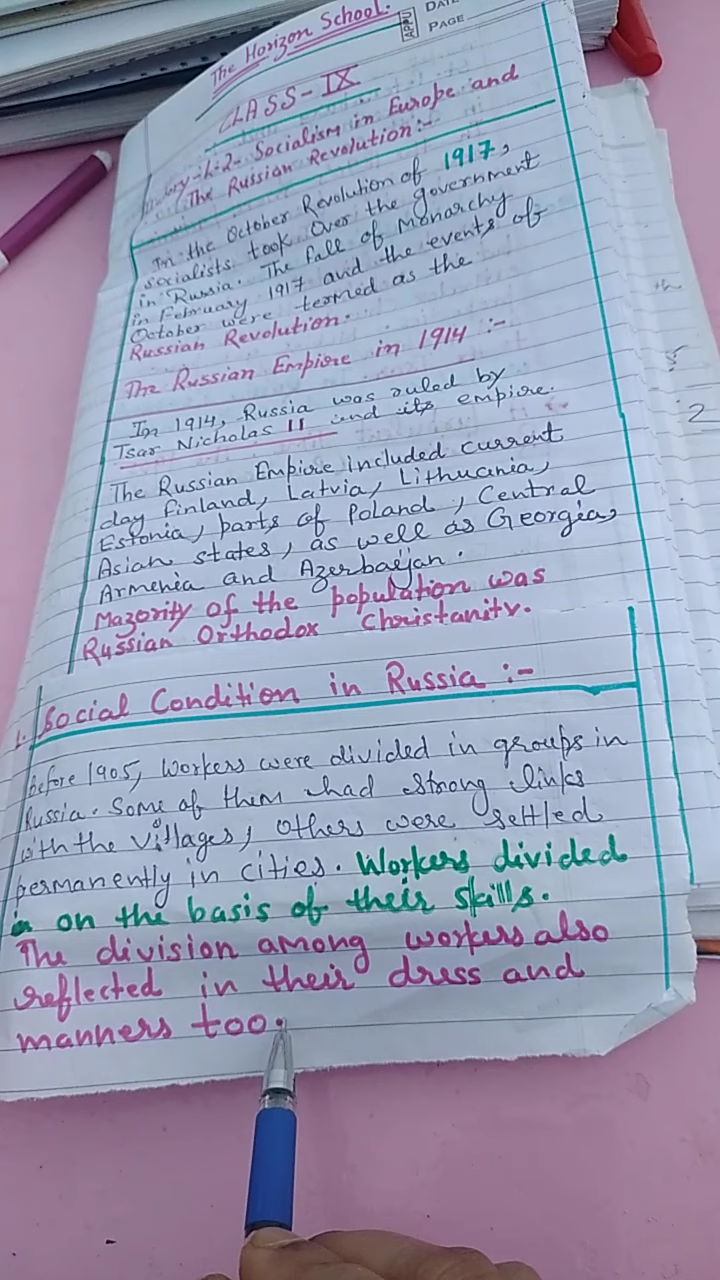 The Horizon School.
DATE
PAGE
CLASS-IX
-2- Socialism in Europe and
The Russian Revolution:-
In the October Revolution of 1917,
socialists took over the government
in Russia. The fall of Monarchy
in February 1917 and the events of
October were termed as the
Russian Revolution.
The Russian Empire in 1914 :-
In 1914, Russia was ruled by
Tsar Nicholas II and its empire.
The Russian Empire included current
day finland, Latvia, Lithuania,
Estonia, parts of Poland, Central
Asian states, as well as Georgia,
Armenia and Azerbaijan.
Mazority of the population was
Russian Orthodox Christanity.
1. Social Condition in Russia :-
Before 1905, Workers were divided in groups in
Russia. Some of them had strong links
with the villages, others were settled
permanently in cities. Workers divided
on the basis of their skills.
The division among workers also
reflected in their dress and
manners too.
2